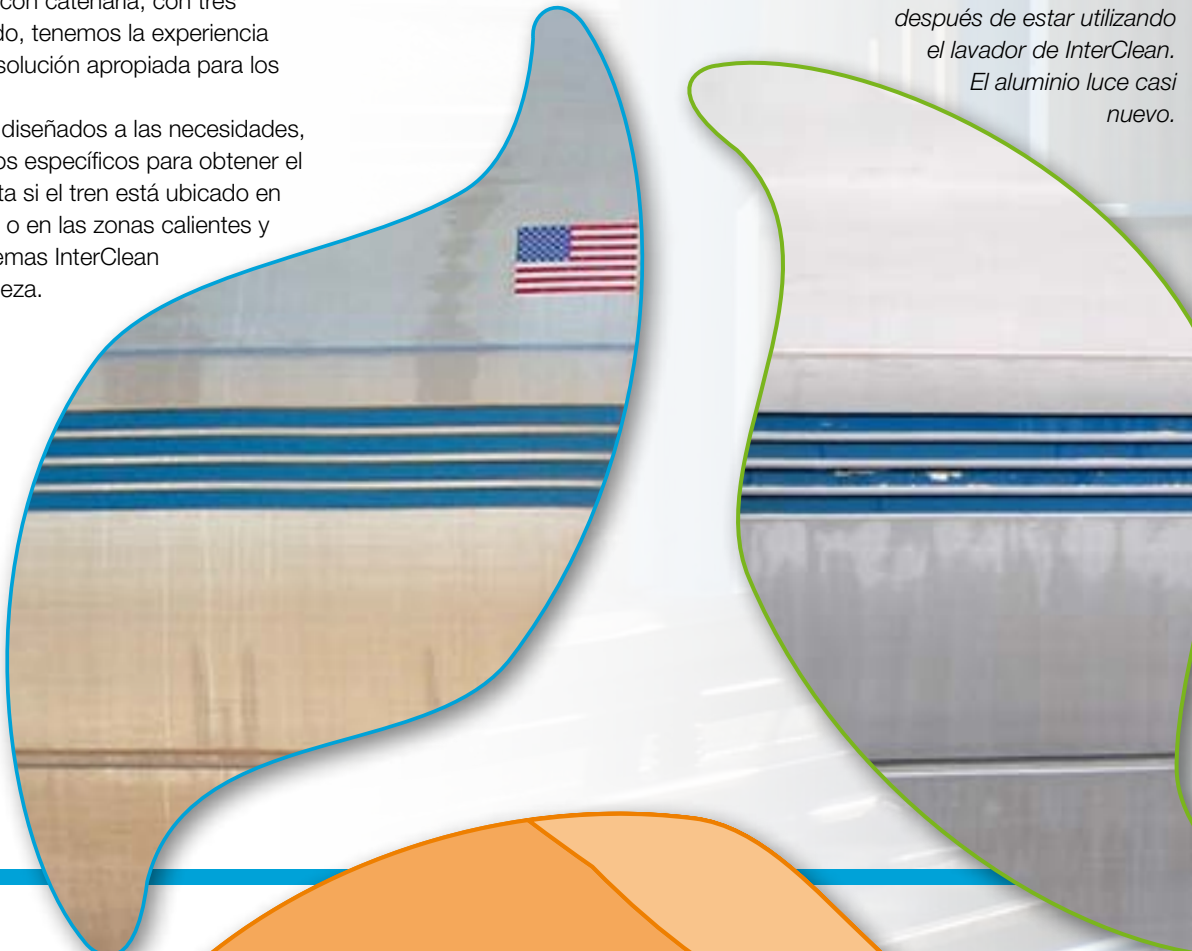 con catenaria, con tres
do, tenemos la experiencia
solución apropiada para los
diseñados a las necesidades,
os específicos para obtener el
ta si el tren está ubicado en
o en las zonas calientes y
emas InterClean
eza.
después de estar utilizando
el lavador de InterClean.
El aluminio luce casi
nuevo.